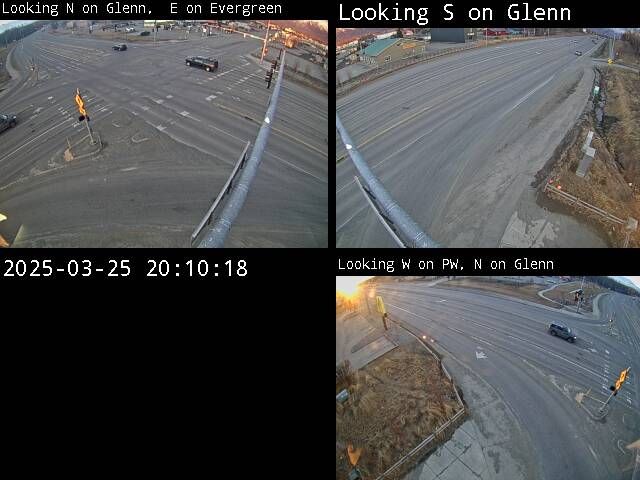 Looking N on Glenn,  E on Evergreen
Looking S on Glenn
2025-03-25 20:10:18
Looking W on PW, N on Glenn